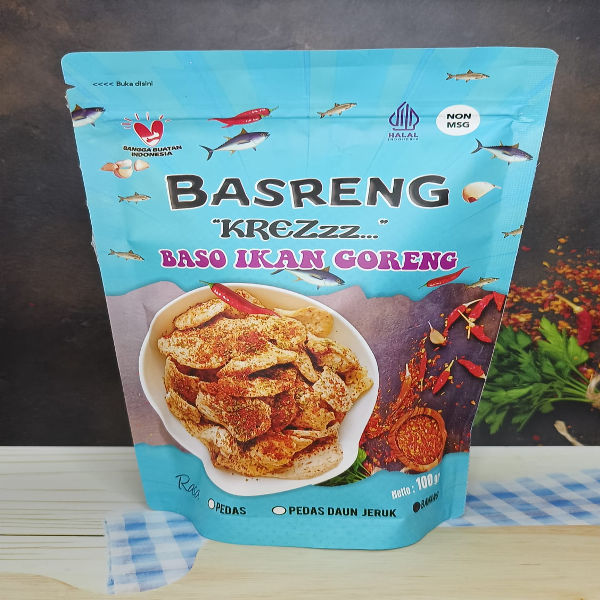 <<<< Buka disini
BANGGA BUATAN
INDONESIA
HALAL
INDONESIA
NON
MSG
BASRENG
"KREZzz..."
BASO IKAN GORENG
Netto : 100
PEDAS
PEDAS DAUN JERUK